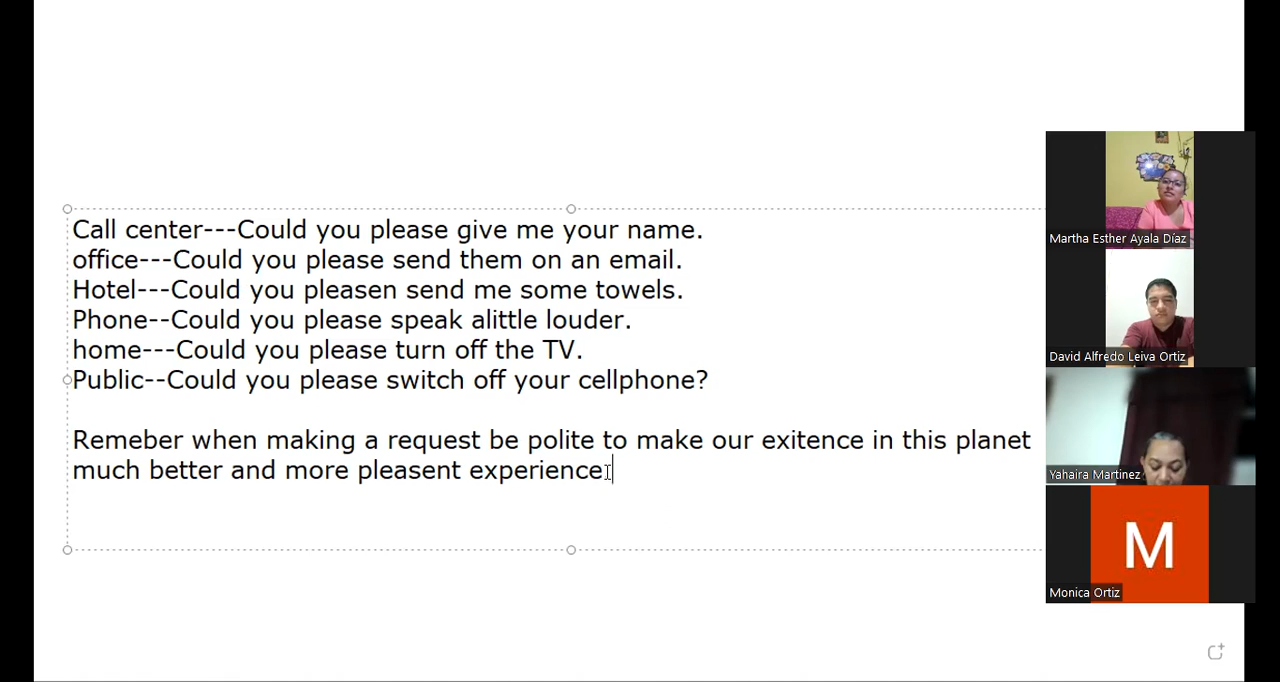 Call center---Could you please give me your name.
office---Could you please send them on an email.
Hotel---Could you pleasen send me some towels.
Phone--Could you please speak alittle louder.
home---Could you please turn off the TV.
Public--Could you please switch off your cellphone?
Remeber when making a request be polite to make our exitence in this planet
much better and more pleasent experience.
Martha Esther Ayala Díaz
David Alfredo Leiva Ortiz
Yahaira Martinez
M
Monica Ortiz